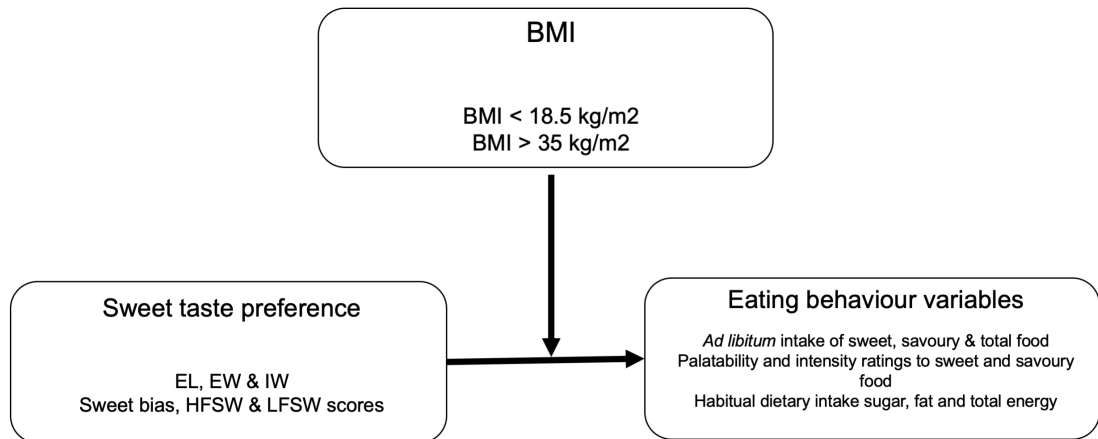 BMI
BMI < 18.5 kg/m2
BMI > 35 kg/m2
Sweet taste preference
EL, EW & IW
Sweet bias, HFSW & LFSW scores
Eating behaviour variables
Ad libitum intake of sweet, savoury & total food
Palatability and intensity ratings to sweet and savoury
food
Habitual dietary intake sugar, fat and total energy